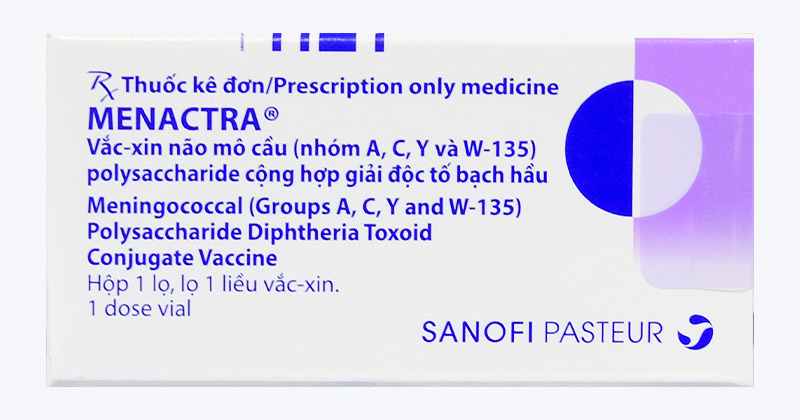 Rx Thuốc kê đơn/Prescription only medicine
MENACTRA®
Vắc-xin não mô cầu (nhóm A, C, Y và W-135)
polysaccharide cộng hợp giải độc tố bạch hầu
Meningococcal (Groups A, C, Y and W-135)
Polysaccharide Diphtheria Toxoid
Conjugate Vaccine
Hộp 1 lọ, lọ 1 liều vắc-xin.
1 dose vial
SANOFI PASTEUR